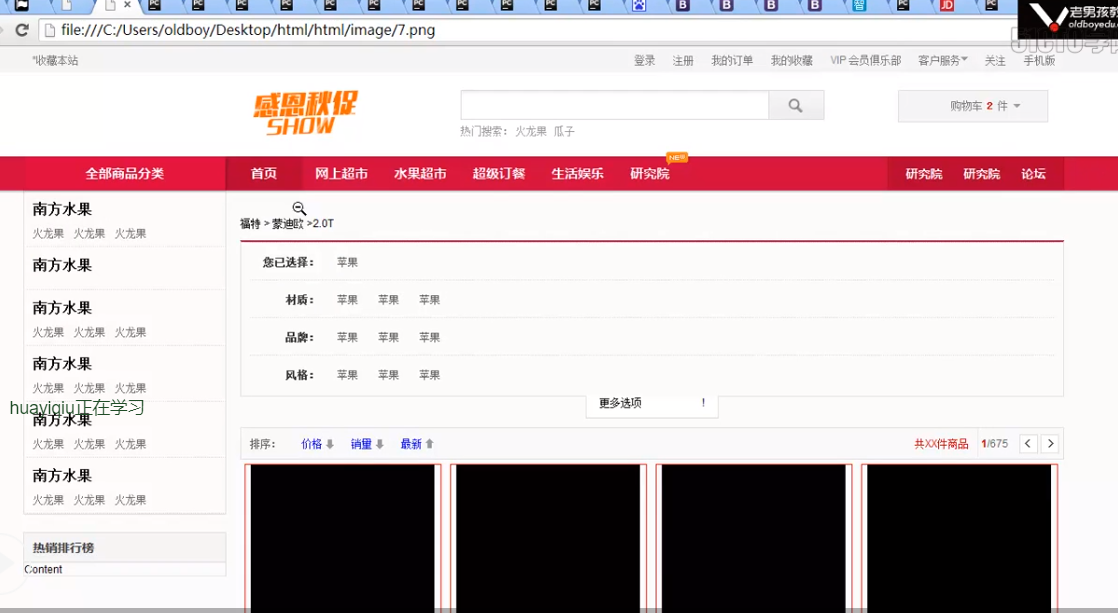 老男孩教
oldboyedu
file:///C:/Users/oldboy/Desktop/html/html/image/7.png
*收藏本站 登录 注册 我的订单 我的收藏 VIP 会员俱乐部 客户服务 关注 手机版
感恩秋促
SHOW
购物车 2 件
热门搜索： 火龙果 瓜子
NEW
全部商品分类 首页 网上超市 水果超市 超级订餐 生活娱乐 研究院 研究院 研究院 论坛
南方水果
火龙果 火龙果 火龙果
南方水果
南方水果
火龙果 火龙果 火龙果
南方水果
火龙果 火龙果 火龙果
huayiqiu正在学习
南方水果
火龙果 火龙果 火龙果
南方水果
火龙果 火龙果 火龙果
热销排行榜
Content
福特 > 蒙迪欧 >2.0T
您已选择： 苹果
材质： 苹果 苹果 苹果
品牌： 苹果 苹果 苹果
风格： 苹果 苹果 苹果
更多选项 !
排序： 价格 销量 最新 共XX件商品 1/675 < >